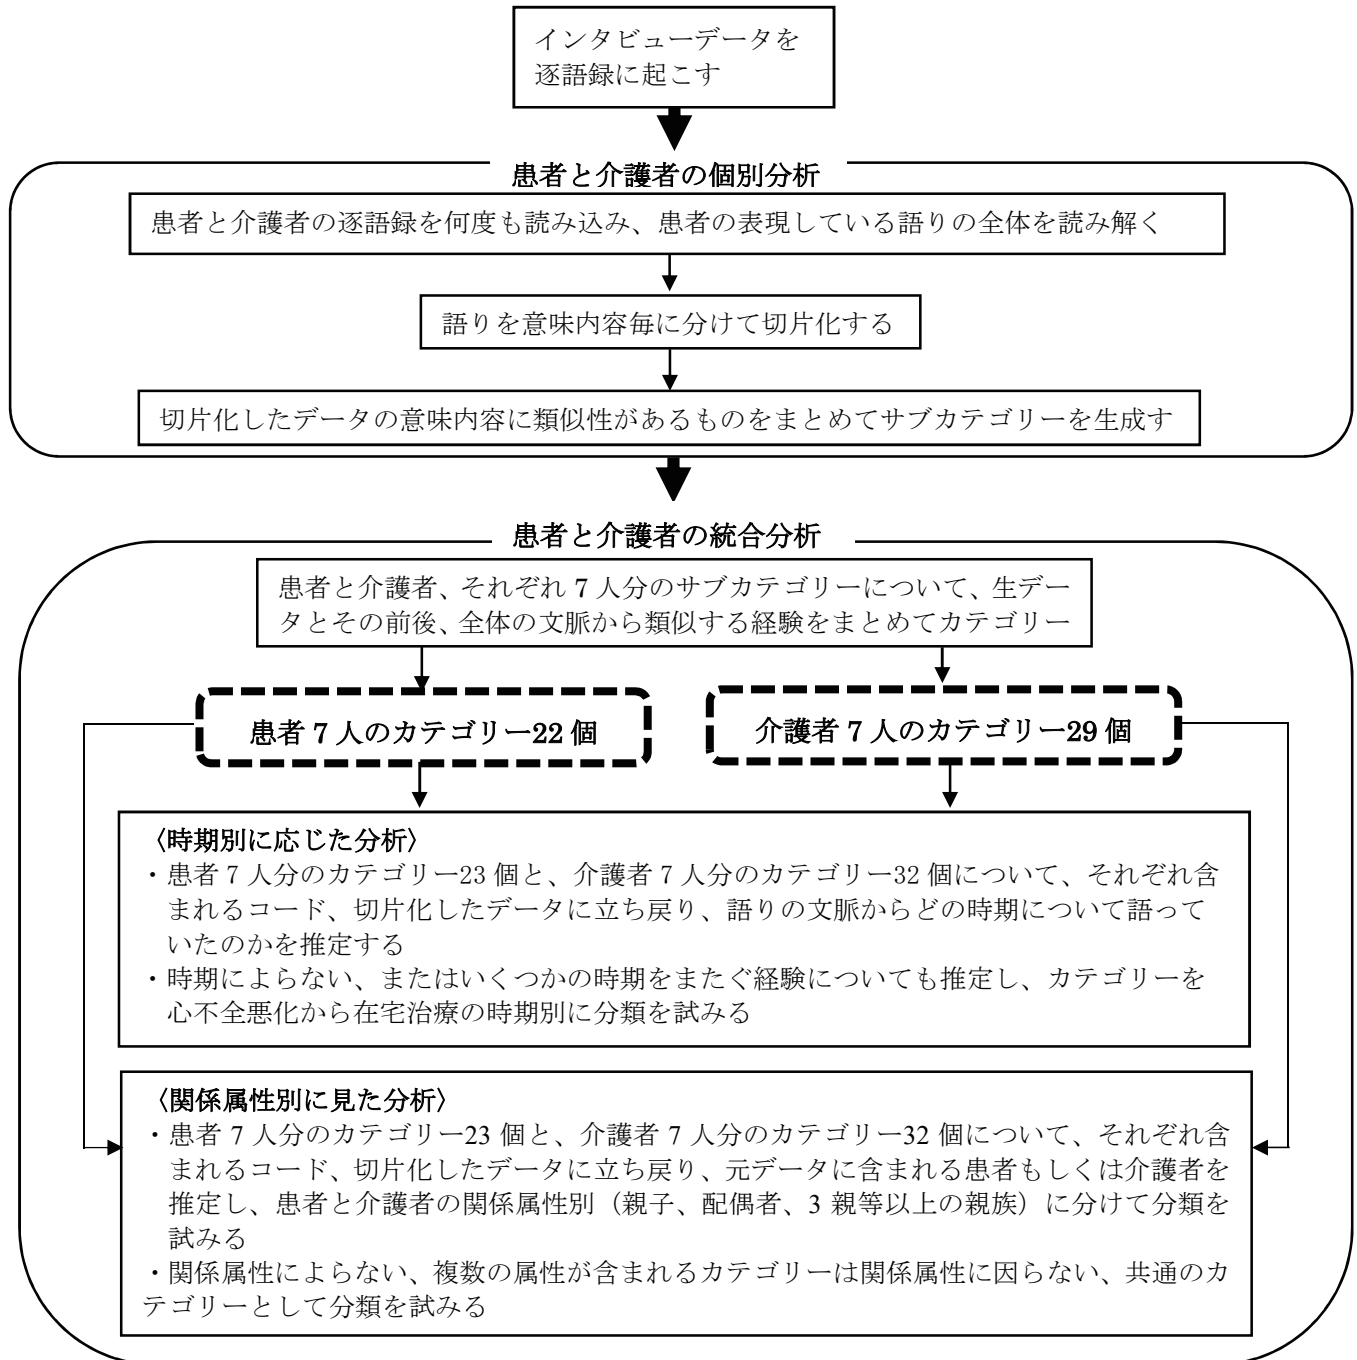 インタビューデータを
逐語録に起こす
患者と介護者の個別分析
患者と介護者の逐語録を何度も読み込み、患者の表現している語りの全体を読み解く
語りを意味内容毎に分けて切片化する
切片化したデータの意味内容に類似性があるものをまとめてサブカテゴリーを生成す
患者と介護者の統合分析
患者と介護者、それぞれ 7 人分のサブカテゴリーについて、生デー
タとその前後、全体の文脈から類似する経験をまとめてカテゴリー
患者 7 人のカテゴリー22 個
介護者 7 人のカテゴリー29 個
〈時期別に応じた分析〉
・患者 7 人分のカテゴリー23 個と、介護者 7 人分のカテゴリー32 個について、それぞれ含
まれるコード、切片化したデータに立ち戻り、語りの文脈からどの時期について語って
いたのかを推定する
・時期によらない、またはいくつかの時期をまたぐ経験についても推定し、カテゴリーを
心不全悪化から在宅治療の時期別に分類を試みる
〈関係属性別に見た分析〉
・患者 7 人分のカテゴリー23 個と、介護者 7 人分のカテゴリー32 個について、それぞれ含
まれるコード、切片化したデータに立ち戻り、元データに含まれる患者もしくは介護者を
推定し、患者と介護者の関係属性別（親子、配偶者、3 親等以上の親族）に分けて分類を
試みる
・関係属性によらない、複数の属性が含まれるカテゴリーは関係属性に因らない、共通のカ
テゴリーとして分類を試みる